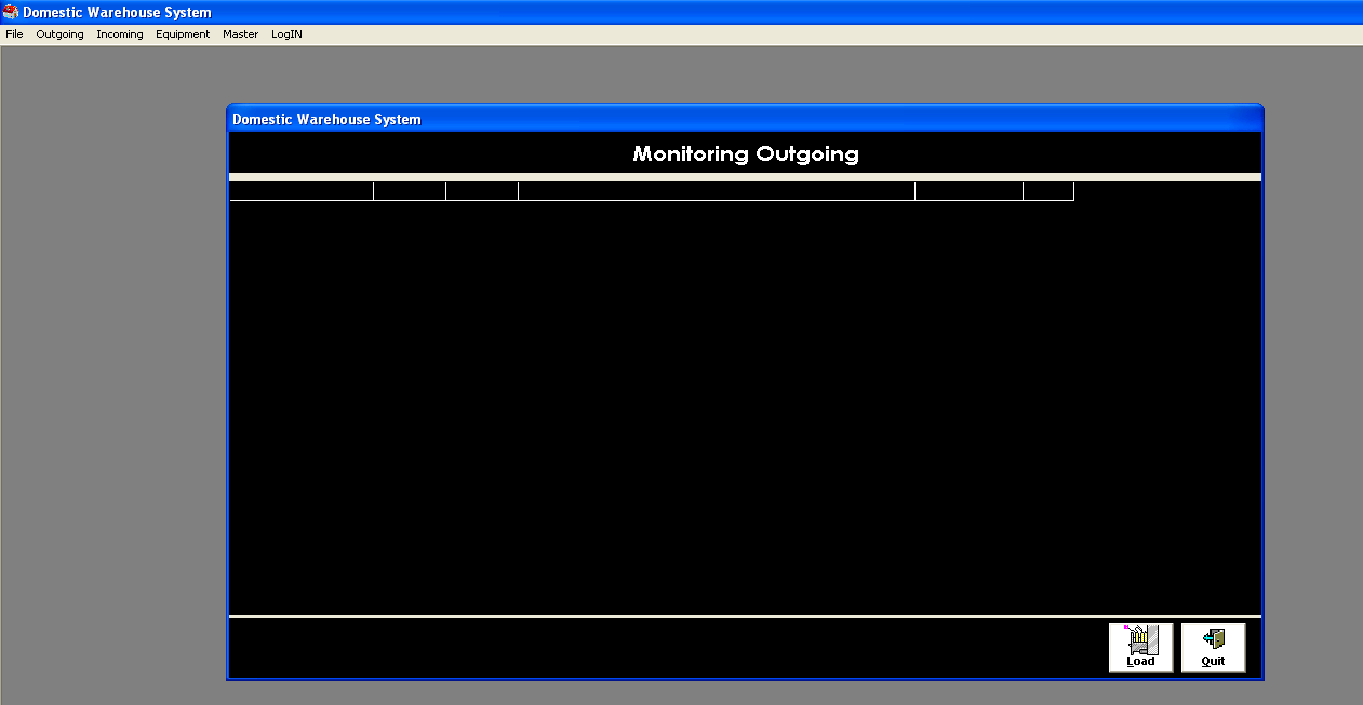 Domestic Warehouse System
File Outgoing Incoming Equipment Master LogIN
Domestic Warehouse System
Monitoring Outgoing
Load Quit